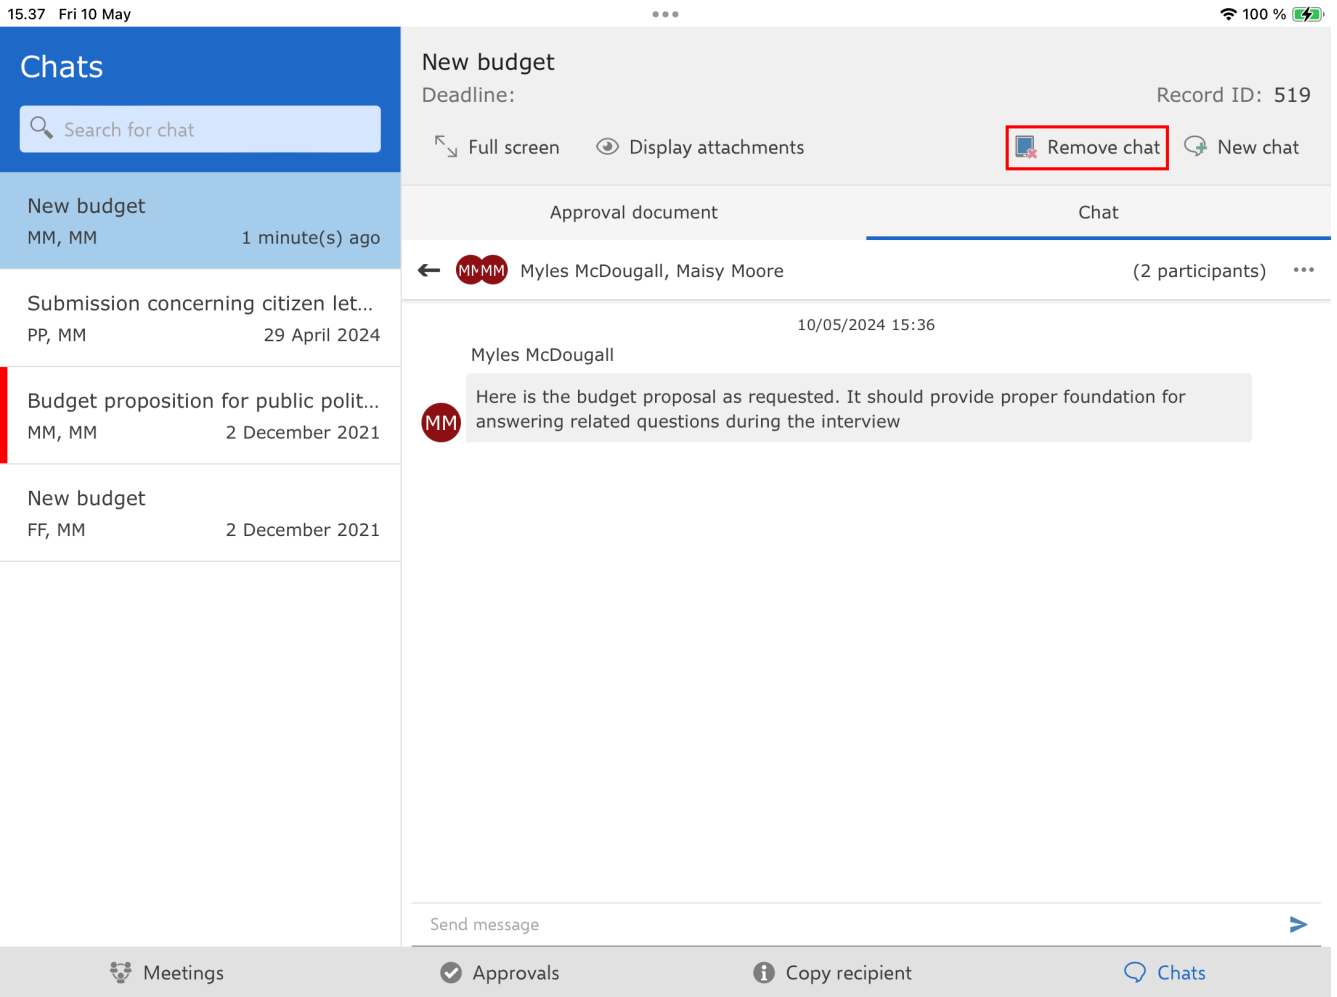 15.37 Fri 10 May
100 %
Chats
Search for chat
New budget
MM, MM 1 minute(s) ago
Submission concerning citizen let...
PP, MM 29 April 2024
Budget proposition for public polit...
MM, MM 2 December 2021
New budget
FF, MM 2 December 2021
New budget
Deadline:
Record ID: 519
Full screen
Display attachments
Remove chat
New chat
Approval document
Chat
MM MM Myles McDougall, Maisy Moore (2 participants)
10/05/2024 15:36
Myles McDougall
MM
Here is the budget proposal as requested. It should provide proper foundation for
answering related questions during the interview
Send message
Meetings
Approvals
Copy recipient
Chats